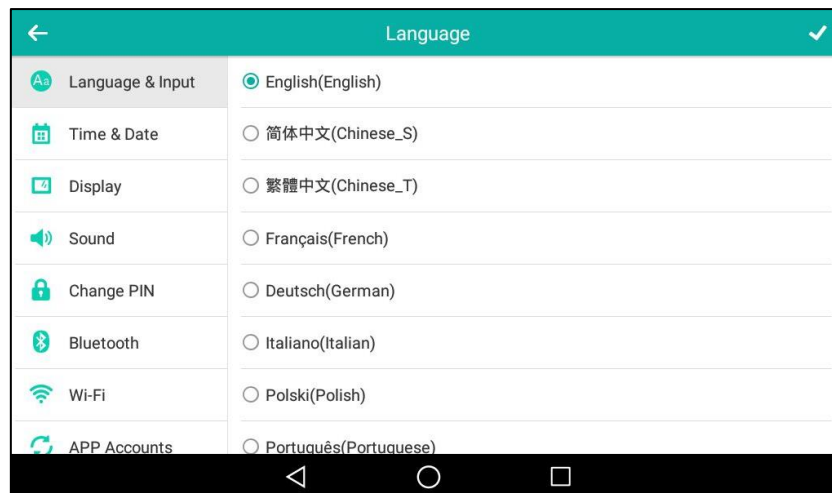 Language
Aa Language & Input
Time & Date
Display
Sound
Change PIN
Bluetooth
Wi-Fi
APP Accounts
English(English)
简体中文(Chinese_S)
繁體中文(Chinese_T)
Français(French)
Deutsch(German)
Italiano(Italian)
Polski(Polish)
Português(Portuguese)